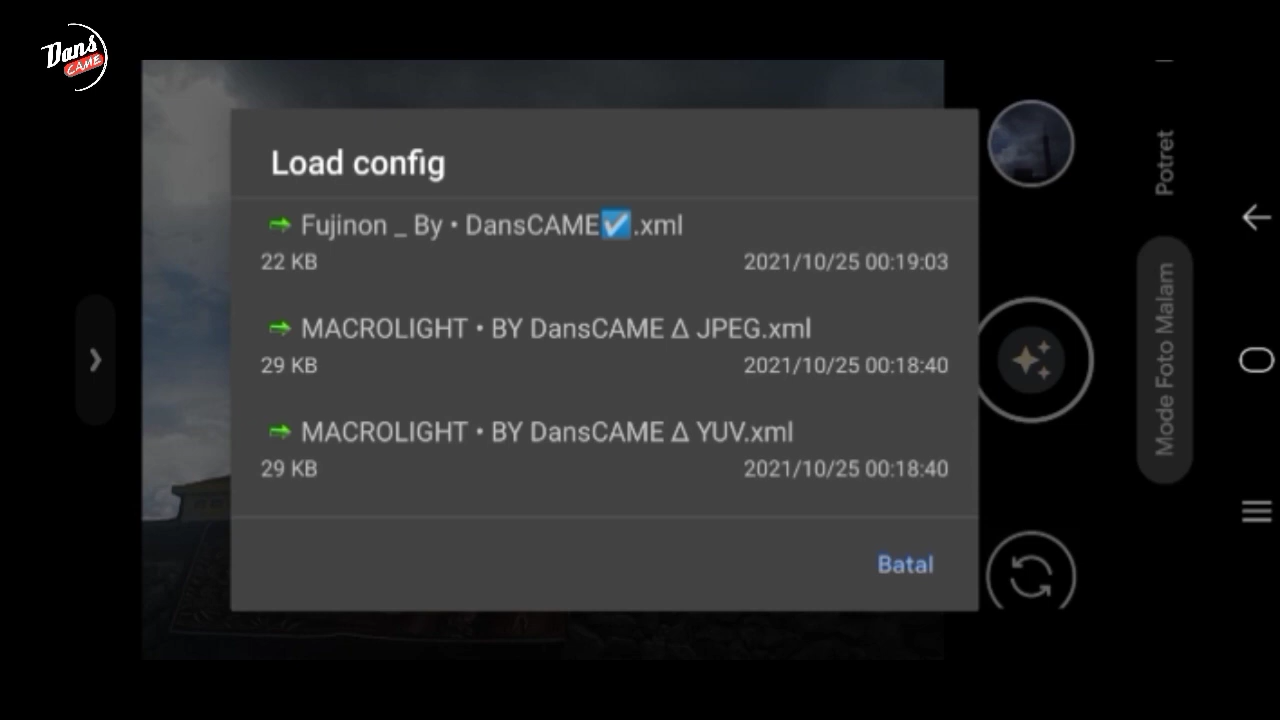 Dans
CAME
Load config
Fujinon _ By • DansCAME☑️.xml
22 KB 2021/10/25 00:19:03
MACROLIGHT • BY DansCAME Δ JPEG.xml
29 KB 2021/10/25 00:18:40
MACROLIGHT • BY DansCAME Δ YUV.xml
29 KB 2021/10/25 00:18:40
Batal
Potret
Mode Foto Malam